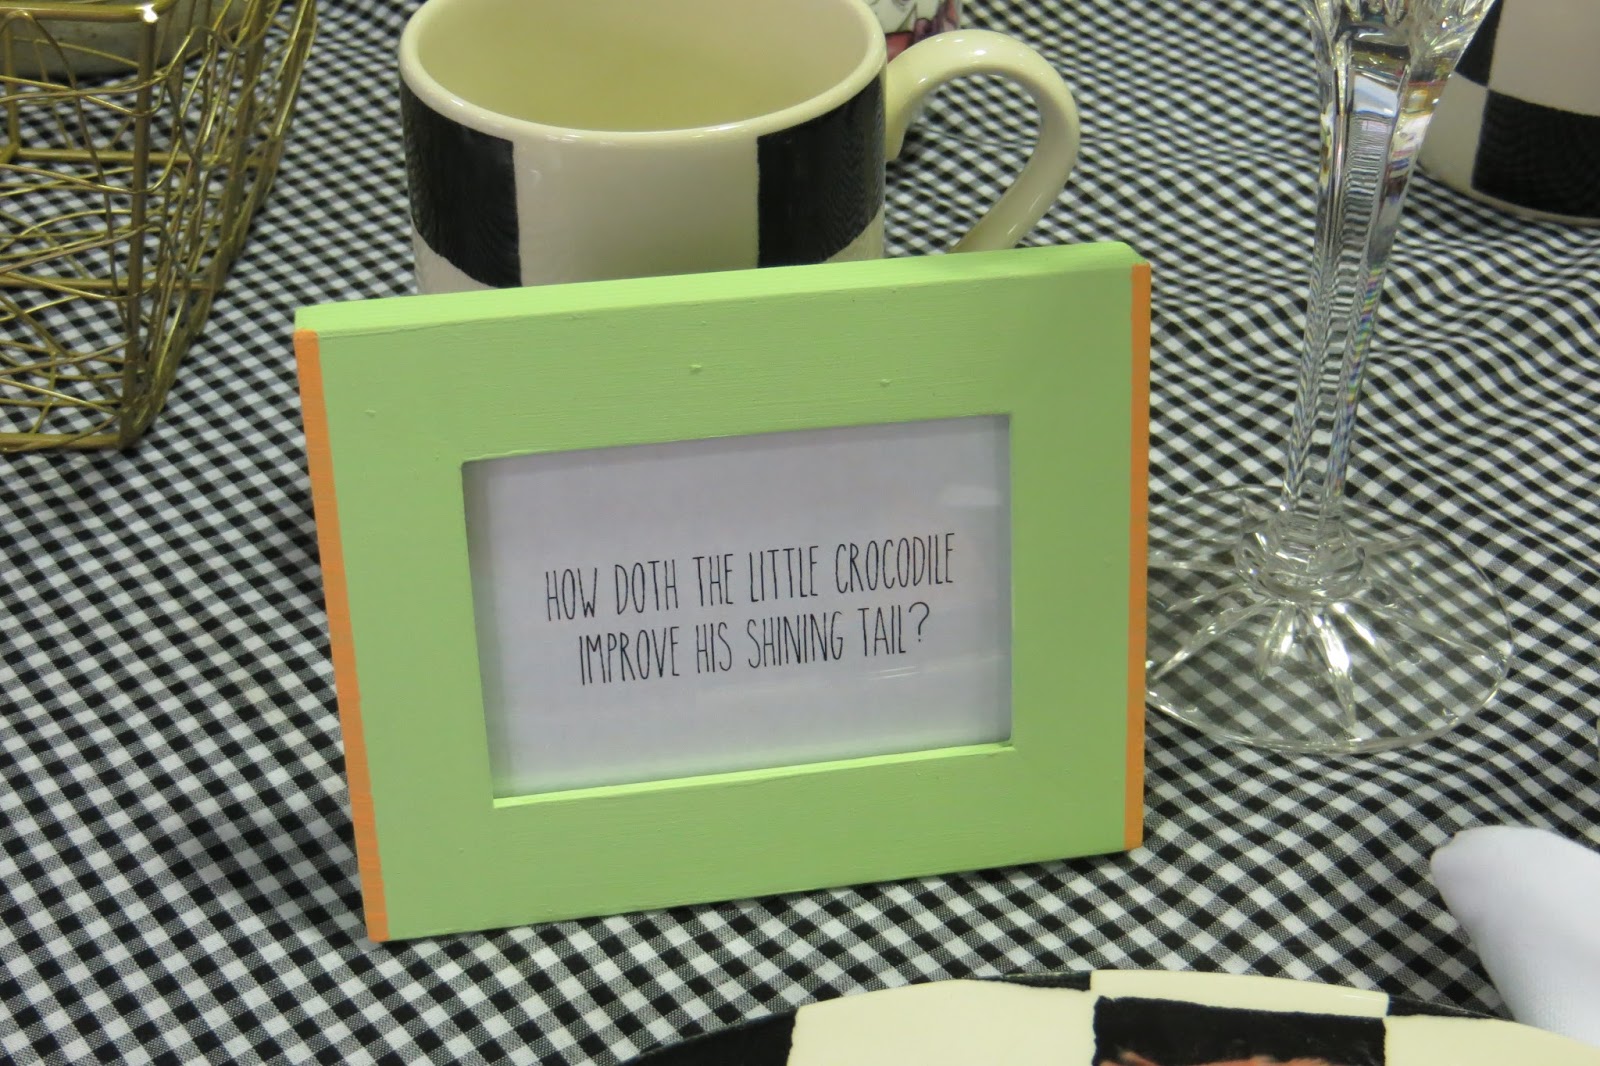 HOW DOTH THE LITTLE CROCODILE
IMPROVE HIS SHINING TAIL?